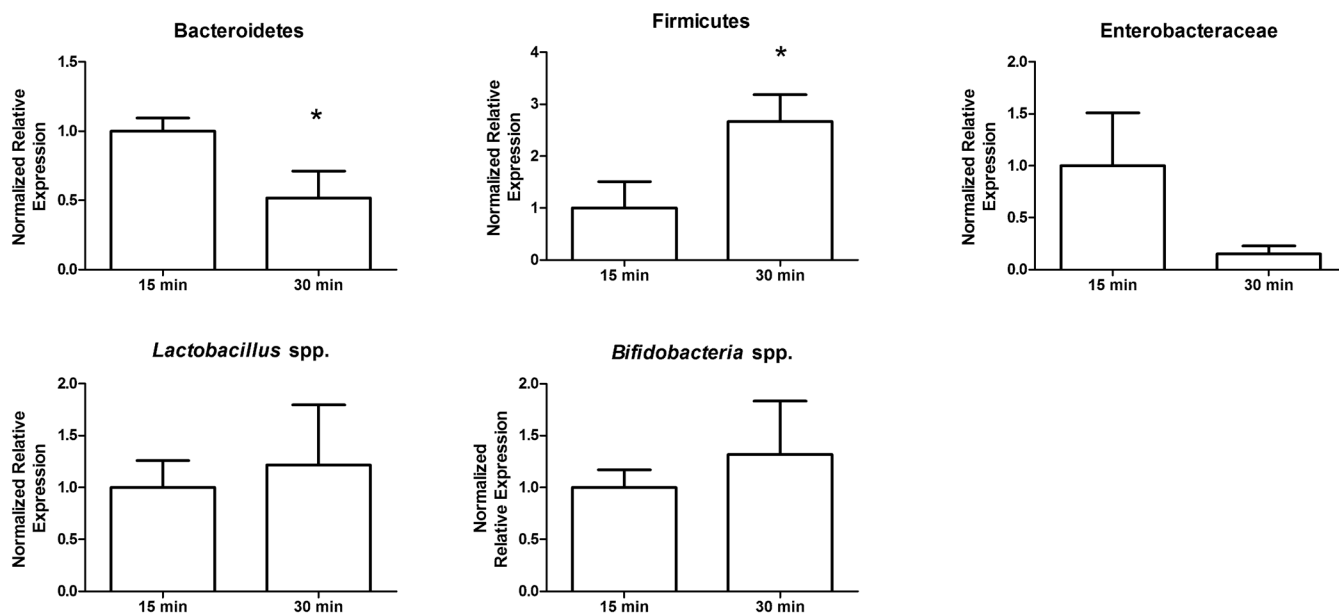 Bacteroidetes
Normalized Relative
Expression
1.5
1.0
0.5
0.0
*
15 min
30 min
Firmicutes
Normalized Relative
Expression
4
3
2
1
0
*
15 min
30 min
Enterobacteraceae
Normalized Relative
Expression
2.0
1.5
1.0
0.5
0.0
15 min
30 min
Lactobacillus spp.
Normalized Relative
Expression
2.0
1.5
1.0
0.5
0.0
15 min
30 min
Bifidobacteria spp.
Normalized
Relative Expression
2.0
1.5
1.0
0.5
0.0
15 min
30 min